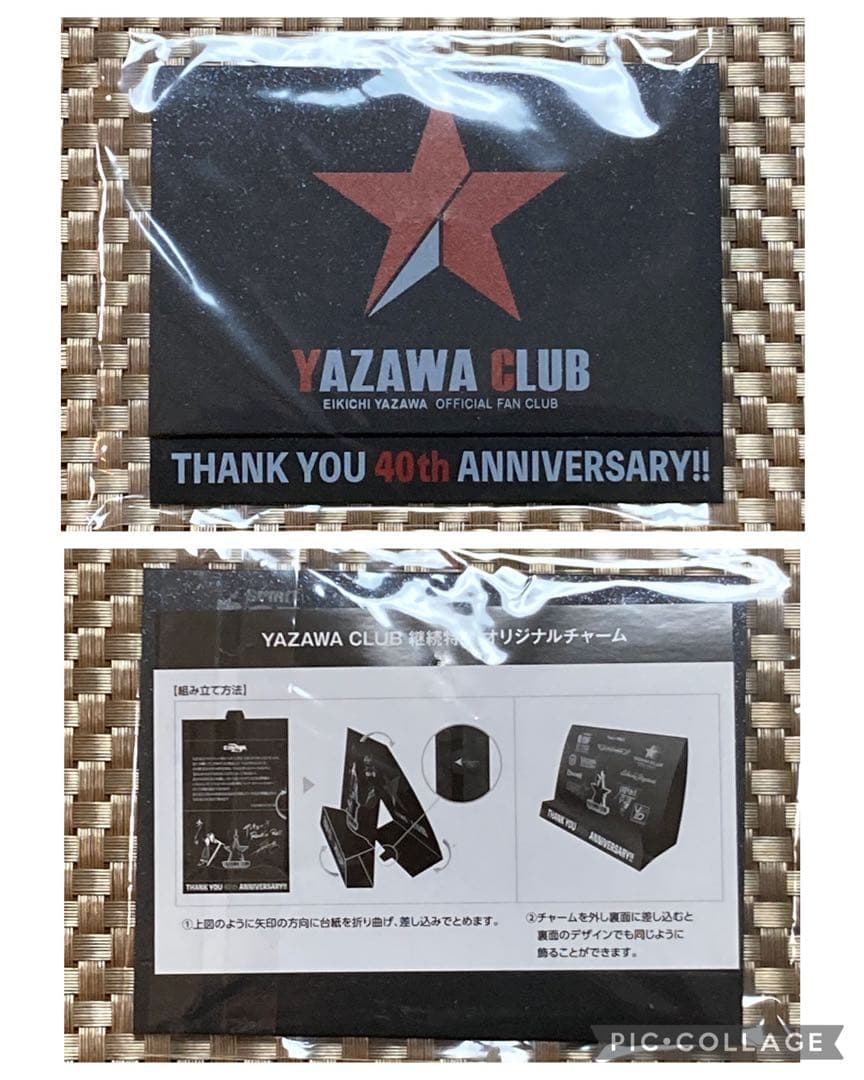 YAZAWA CLUB
EIKICHI YAZAWA OFFICIAL FAN CLUB
THANK YOU 40th ANNIVERSARY!!
SPIRIT
YAZAWA CLUB 継続特 オリジナルチャーム
【組み立て方法】
THANK YOU 40th ANNIVERSARY!!
THANK YOU ANNIVERSARY!!
①上図のように矢印の方向に台紙を折り曲げ、差し込みでとめます。
②チャームを外し裏面に差し込むと
裏面のデザインでも同じように
飾ることができます。
PIC•COLLAGE